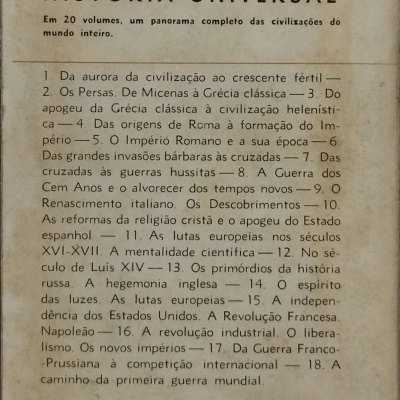 HISTÓRIA UNIVERSAL
Em 20 volumes, um panorama completo das civilizações do
mundo inteiro.
1. Da aurora da civilização ao crescente fértil —
2. Os Persas. De Micenas à Grécia clássica — 3. Do
apogeu da Grécia clássica à civilização helenísti-
ca — 4. Das origens de Roma à formação do Im-
pério — 5. O Império Romano e a sua época — 6.
Das grandes invasões bárbaras às cruzadas — 7. Das
cruzadas às guerras hussitas — 8. A Guerra dos
Cem Anos e o alvorecer dos tempos novos — 9. O
Renascimento italiano. Os Descobrimentos — 10.
As reformas da religião cristã e o apogeu do Estado
espanhol — 11. As lutas europeias nos séculos
XVI-XVII. A mentalidade científica — 12. No sé-
culo de Luís XIV — 13. Os primórdios da história
russa. A hegemonia inglesa — 14. O espírito
das luzes. As lutas europeias — 15. A indepen-
dência dos Estados Unidos. A Revolução Francesa.
Napoleão — 16. A revolução industrial. O libera-
lismo. Os novos impérios — 17. Da Guerra Franco-
-Prussiana à competição internacional — 18. A
caminho da primeira guerra mundial.